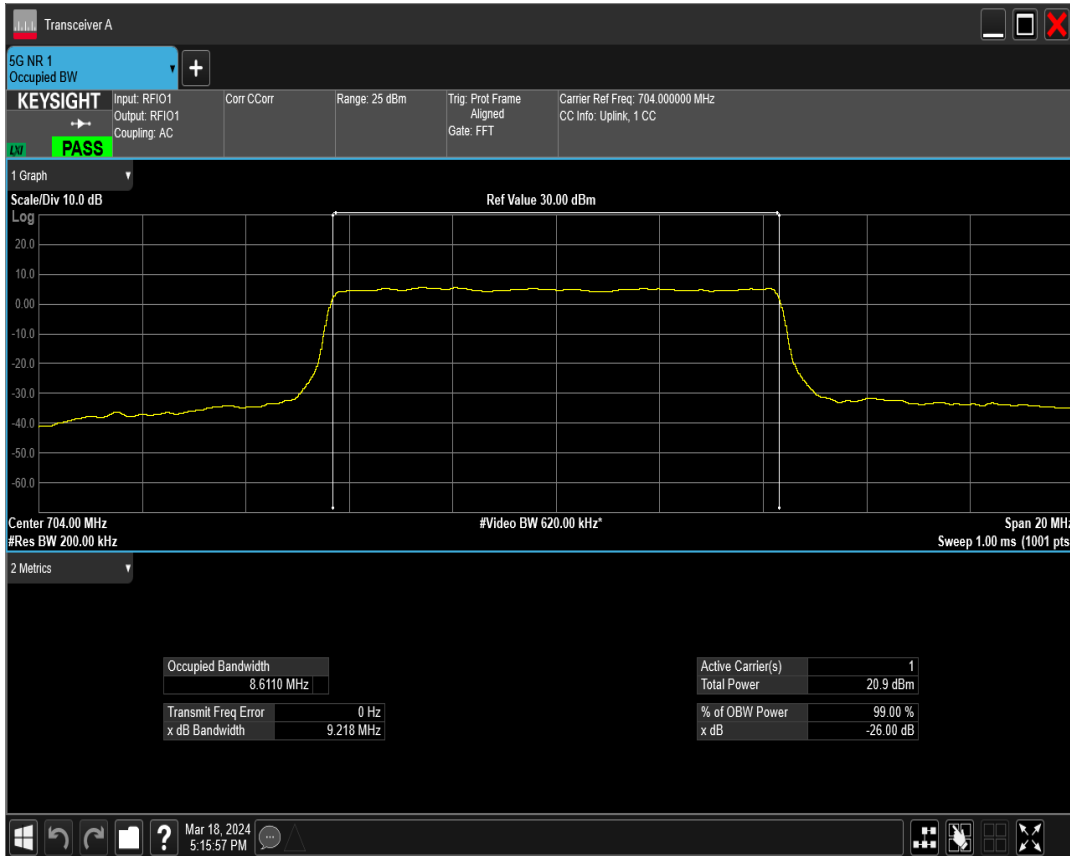 Transceiver A
5G NR 1
Occupied BW
+
KEYSIGHT
LXI
PASS
Input: RFIO1
Output: RFIO1
Coupling: AC
Corr CCorr
Range: 25 dBm
Trig: Prot Frame
Aligned
Gate: FFT
Carrier Ref Freq: 704.000000 MHz
CC Info: Uplink, 1 CC
1 Graph
Scale/Div 10.0 dB
Ref Value 30.00 dBm
Log
20.0
10.0
0.00
-10.0
-20.0
-30.0
-40.0
-50.0
-60.0
Center 704.00 MHz
#Video BW 620.00 kHz*
Span 20 MHz
#Res BW 200.00 kHz
Sweep 1.00 ms (1001 pts
2 Metrics
Occupied Bandwidth
8.6110 MHz
Transmit Freq Error 0 Hz
x dB Bandwidth 9.218 MHz
Active Carrier(s) 1
Total Power 20.9 dBm
% of OBW Power 99.00 %
x dB -26.00 dB
?
Mar 18, 2024
5:15:57 PM